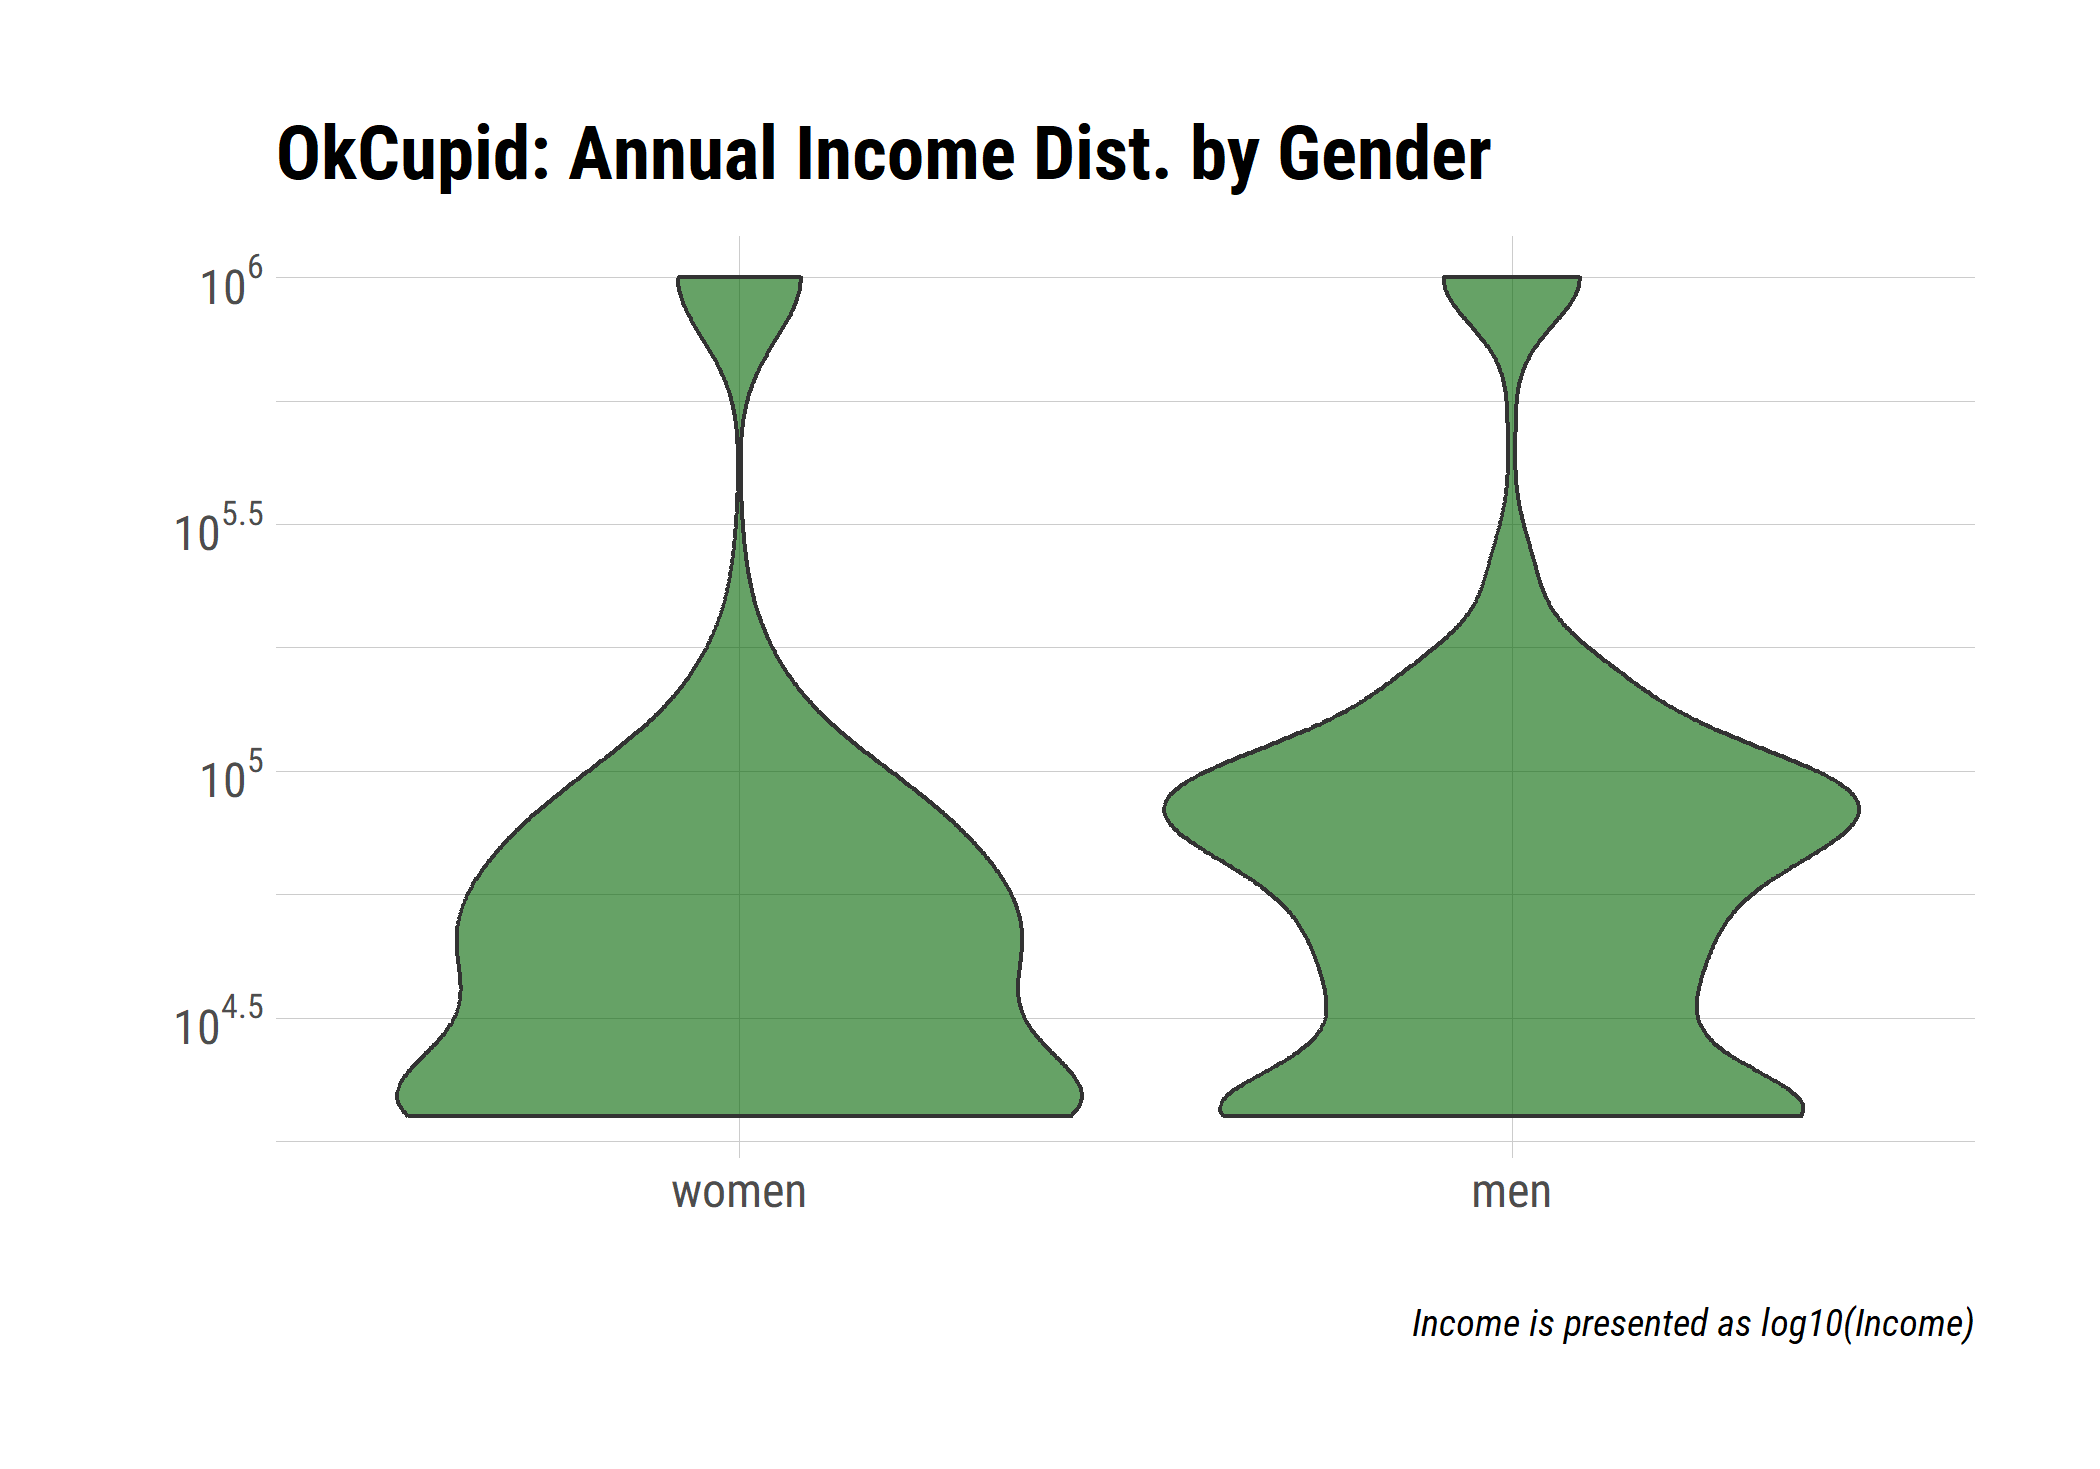 OkCupid: Annual Income Dist. by Gender
10^6
10^5.5
10^5
10^4.5
women men
Income is presented as log10(Income)